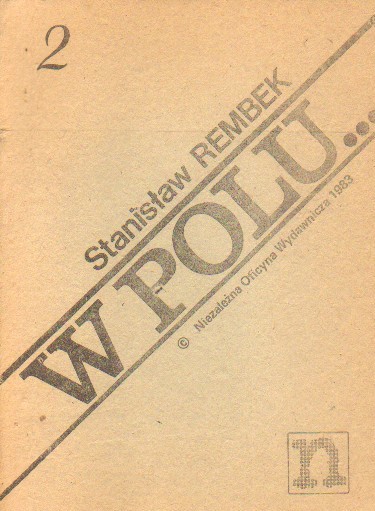 2
Stanisław REMBEK
W POLU...
© Niezależna Oficyna Wydawnicza 1983
n